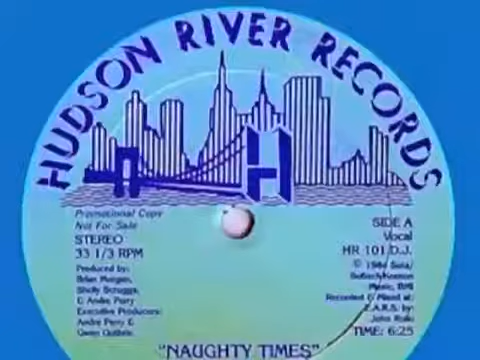 HUDSON RIVER RECORDS
H
Promotional Copy
Not For Sale
STEREO
33 1/3 RPM
Produced by:
Brian Morgan,
Shelly Scruggs,
& Andre Perry
Executive Producers:
Andre Perry &
Gwen Guthrie
SIDE A
Vocal
HR 101 D.J.
Music, BMI
Recorded & Mixed at:
E.A.R.S. by:
John
TIME: 6:25
"NAUGHTY TIMES"